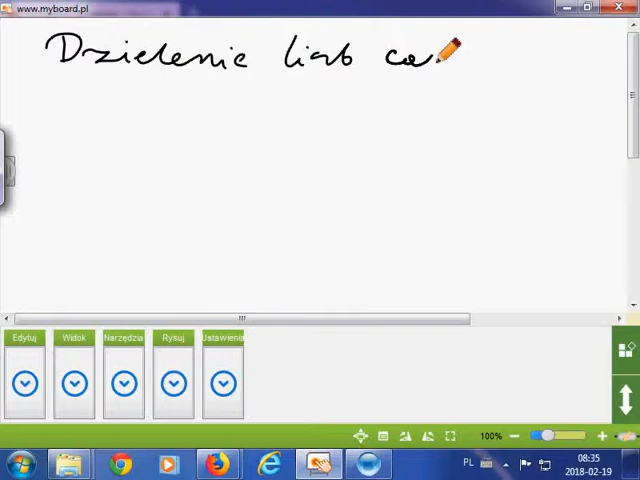 www.myboard.pl
Dzielenie liczb ca
Edytuj Widok Narzędzia Rysuj Ustawienia
100%
PL 08:35
2018-02-19